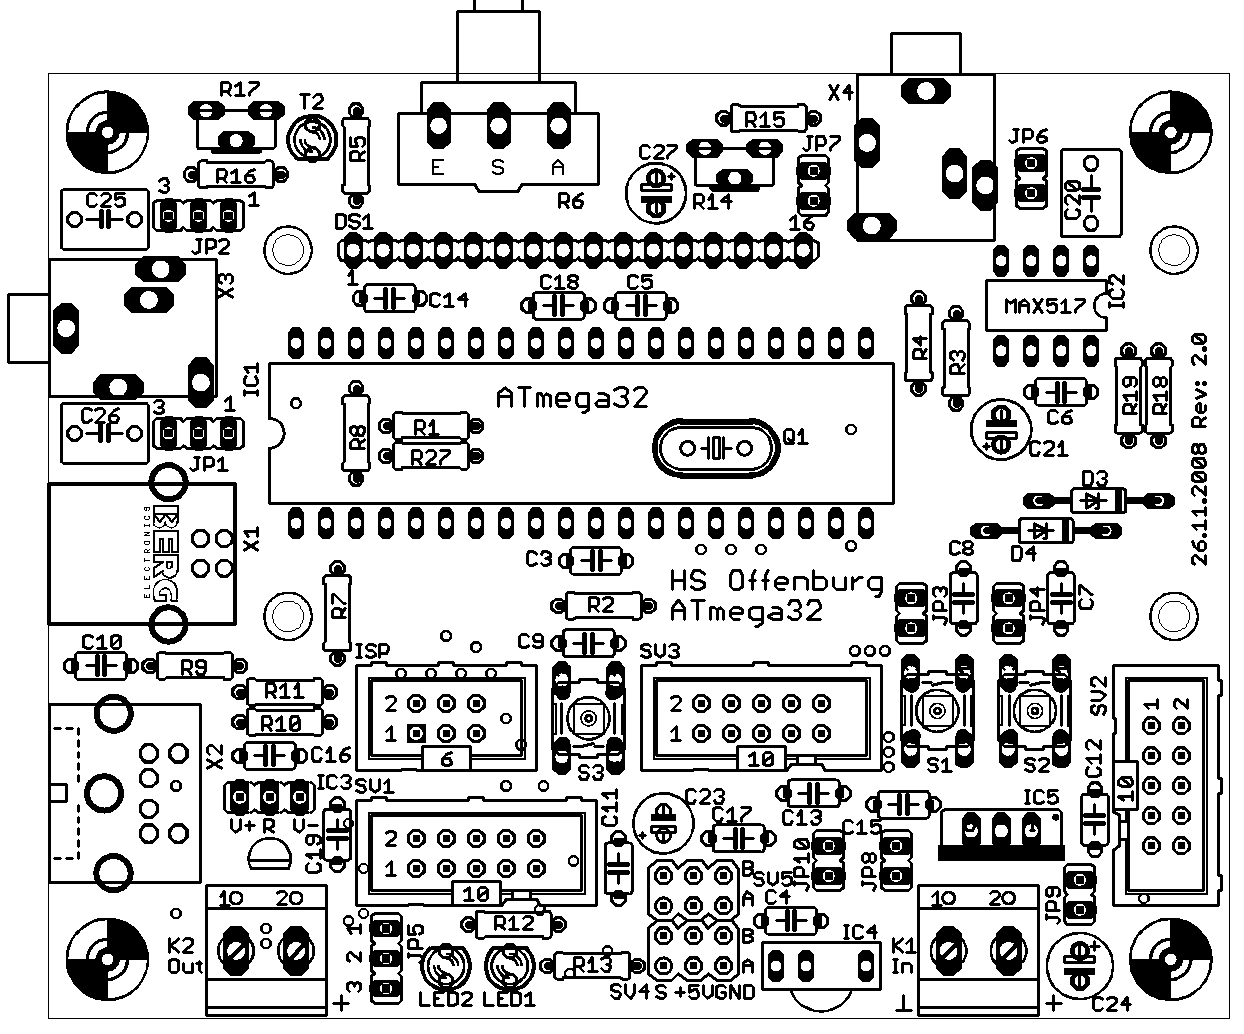 R17
T2
X4
R15
R5
JP7
JP6
C27
E S A
R16
3
C25
1
R14
R6
C20
DS1
16
JP2
X3
1
C14
C18
C5
IC2
MAX517
R4
R3
IC1
ATmega32
R19
R18
26.11.2008 Rev: 2.0
C26
3
1
R8
R1
C6
Q1
C21
JP1
R27
D3
BERG
ELECTRONICS
X1
D4
C3
C8
HS Offenburg
ATmega32
R7
R2
JP3
JP4
C7
C9
C10
ISP
SV3
R9
R11
2
1
6
2
1
10
SV2
1 2
10
R10
X2
C16
S3
S1
S2
C12
IC3
SV1
C11
C23
C13
IC5
V+ R V-
C19
2
1
10
C17
C15
JP10
JP8
B
A
SV5
C4
JP9
1 2
R12
1 2
K2
Out
1
2
3
JP5
B
A
IC4
K1
In
R13
LED2 LED1
SV4 S +5VGND
+
⊥
+
C24